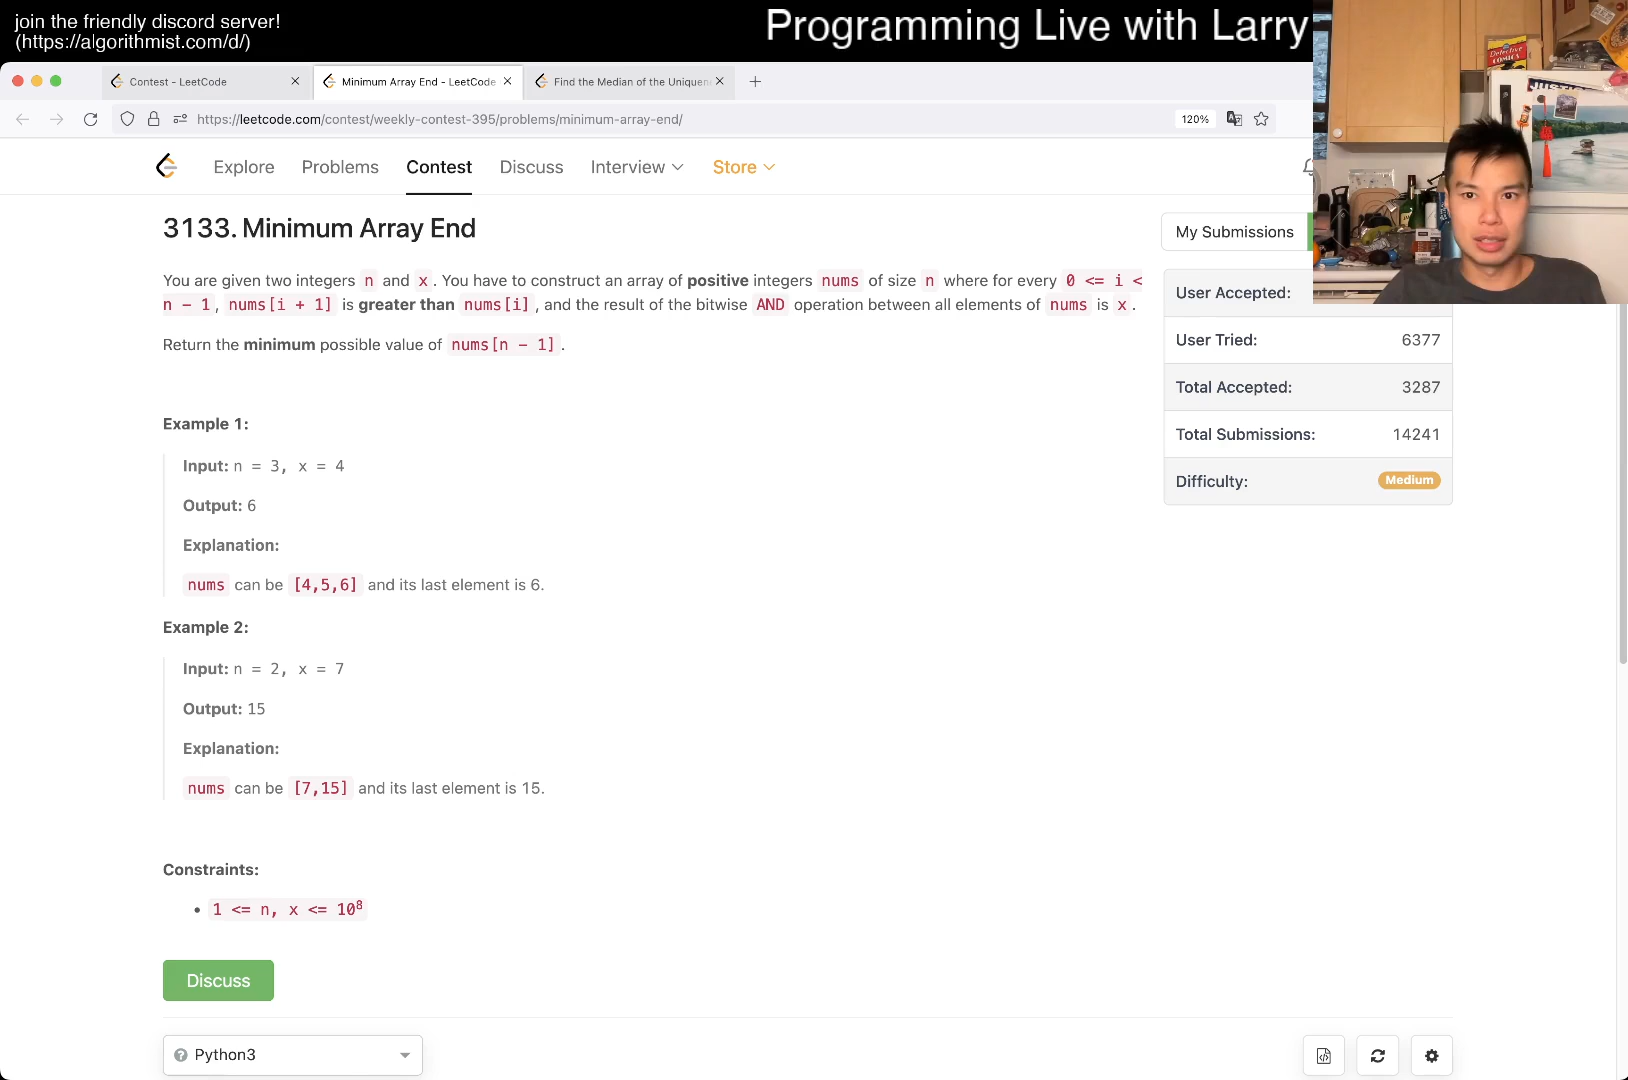 join the friendly discord server!
(https://algorithmist.com/d/)
Programming Live with Larry
Contest - LeetCode
Minimum Array End - LeetCode
Find the Median of the Uniquen
https://leetcode.com/contest/weekly-contest-395/problems/minimum-array-end/
120%
Explore Problems Contest Discuss Interview Store
3133. Minimum Array End
My Submissions
You are given two integers n and x. You have to construct an array of positive integers nums of size n where for every 0 <= i <
n - 1, nums[i + 1] is greater than nums[i], and the result of the bitwise AND operation between all elements of nums is x.
Return the minimum possible value of nums[n - 1].
User Accepted:
User Tried: 6377
Total Accepted: 3287
Total Submissions: 14241
Difficulty: Medium
Example 1:
Input: n = 3, x = 4
Output: 6
Explanation:
nums can be [4,5,6] and its last element is 6.
Example 2:
Input: n = 2, x = 7
Output: 15
Explanation:
nums can be [7,15] and its last element is 15.
Constraints:
• 1 <= n, x <= 10⁸
Discuss
Python3